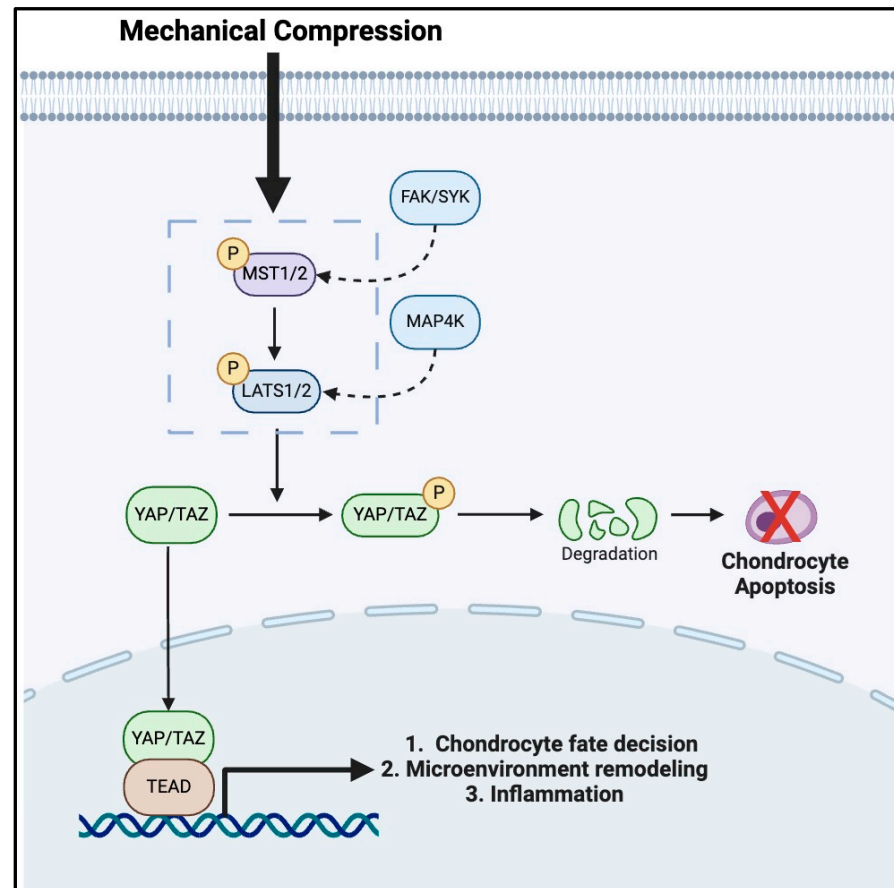 Mechanical Compression
FAK/SYK
P
MST1/2
MAP4K
P
LATS1/2
YAP/TAZ
YAP/TAZ
P
Degradation
Chondrocyte
Apoptosis
YAP/TAZ
TEAD
1. Chondrocyte fate decision
2. Microenvironment remodeling
3. Inflammation